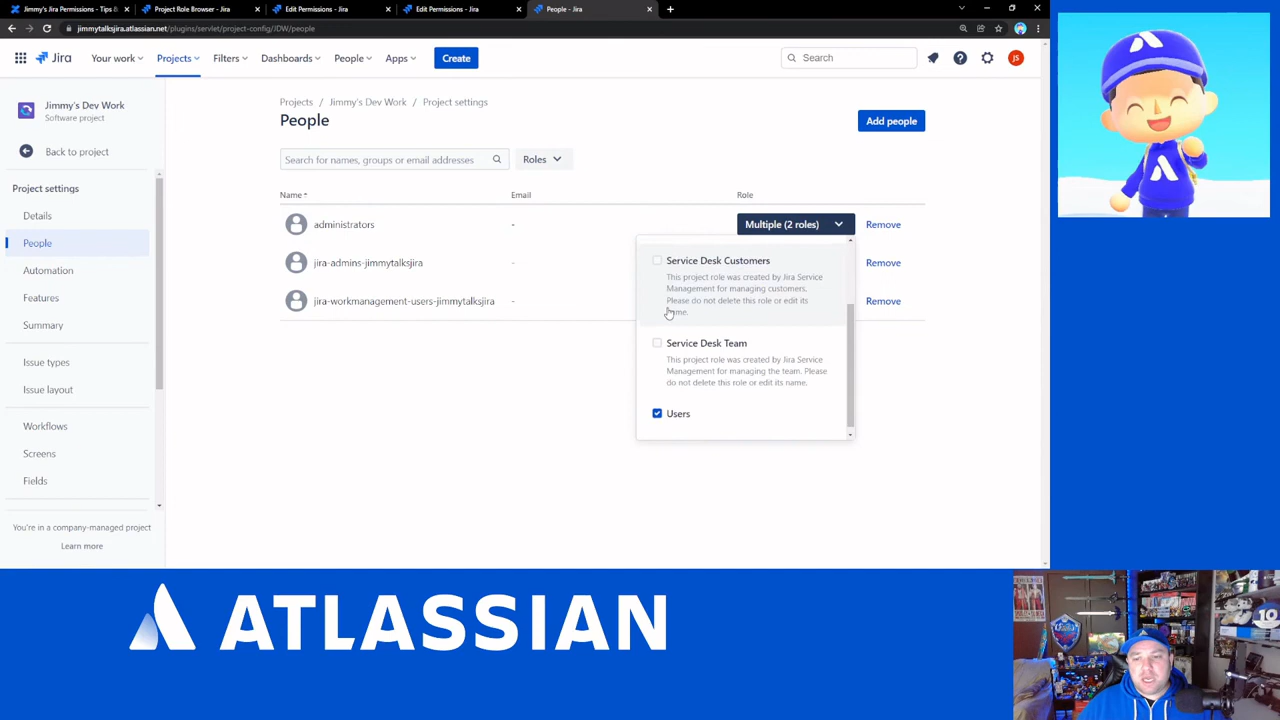 Jimmy's Jira Permissions - Tips &
Project Role Browser - Jira
Edit Permissions - Jira
Edit Permissions - Jira
People - Jira
jimmytalksjira.atlassian.net/plugins/servlet/project-config/JDW/people
Jira
Your work
Projects
Filters
Dashboards
People
Apps
Create
Search
JS
Jimmy's Dev Work
Software project
Back to project
Project settings
Details
People
Automation
Features
Summary
Issue types
Issue layout
Workflows
Screens
Fields
You're in a company-managed project
Learn more
Projects / Jimmy's Dev Work / Project settings
People
Add people
Search for names, groups or email addresses
Roles
Name
Email
Role
administrators
-
Multiple (2 roles)
Remove
jira-admins-jimmytalksjira
-
Remove
jira-workmanagement-users-jimmytalksjira
-
Remove
Service Desk Customers
This project role was created by Jira Service
Management for managing customers.
Please do not delete this role or edit its
name.
Service Desk Team
This project role was created by Jira Service
Management for managing the team. Please
do not delete this role or edit its name.
Users
ATLASSIAN
10